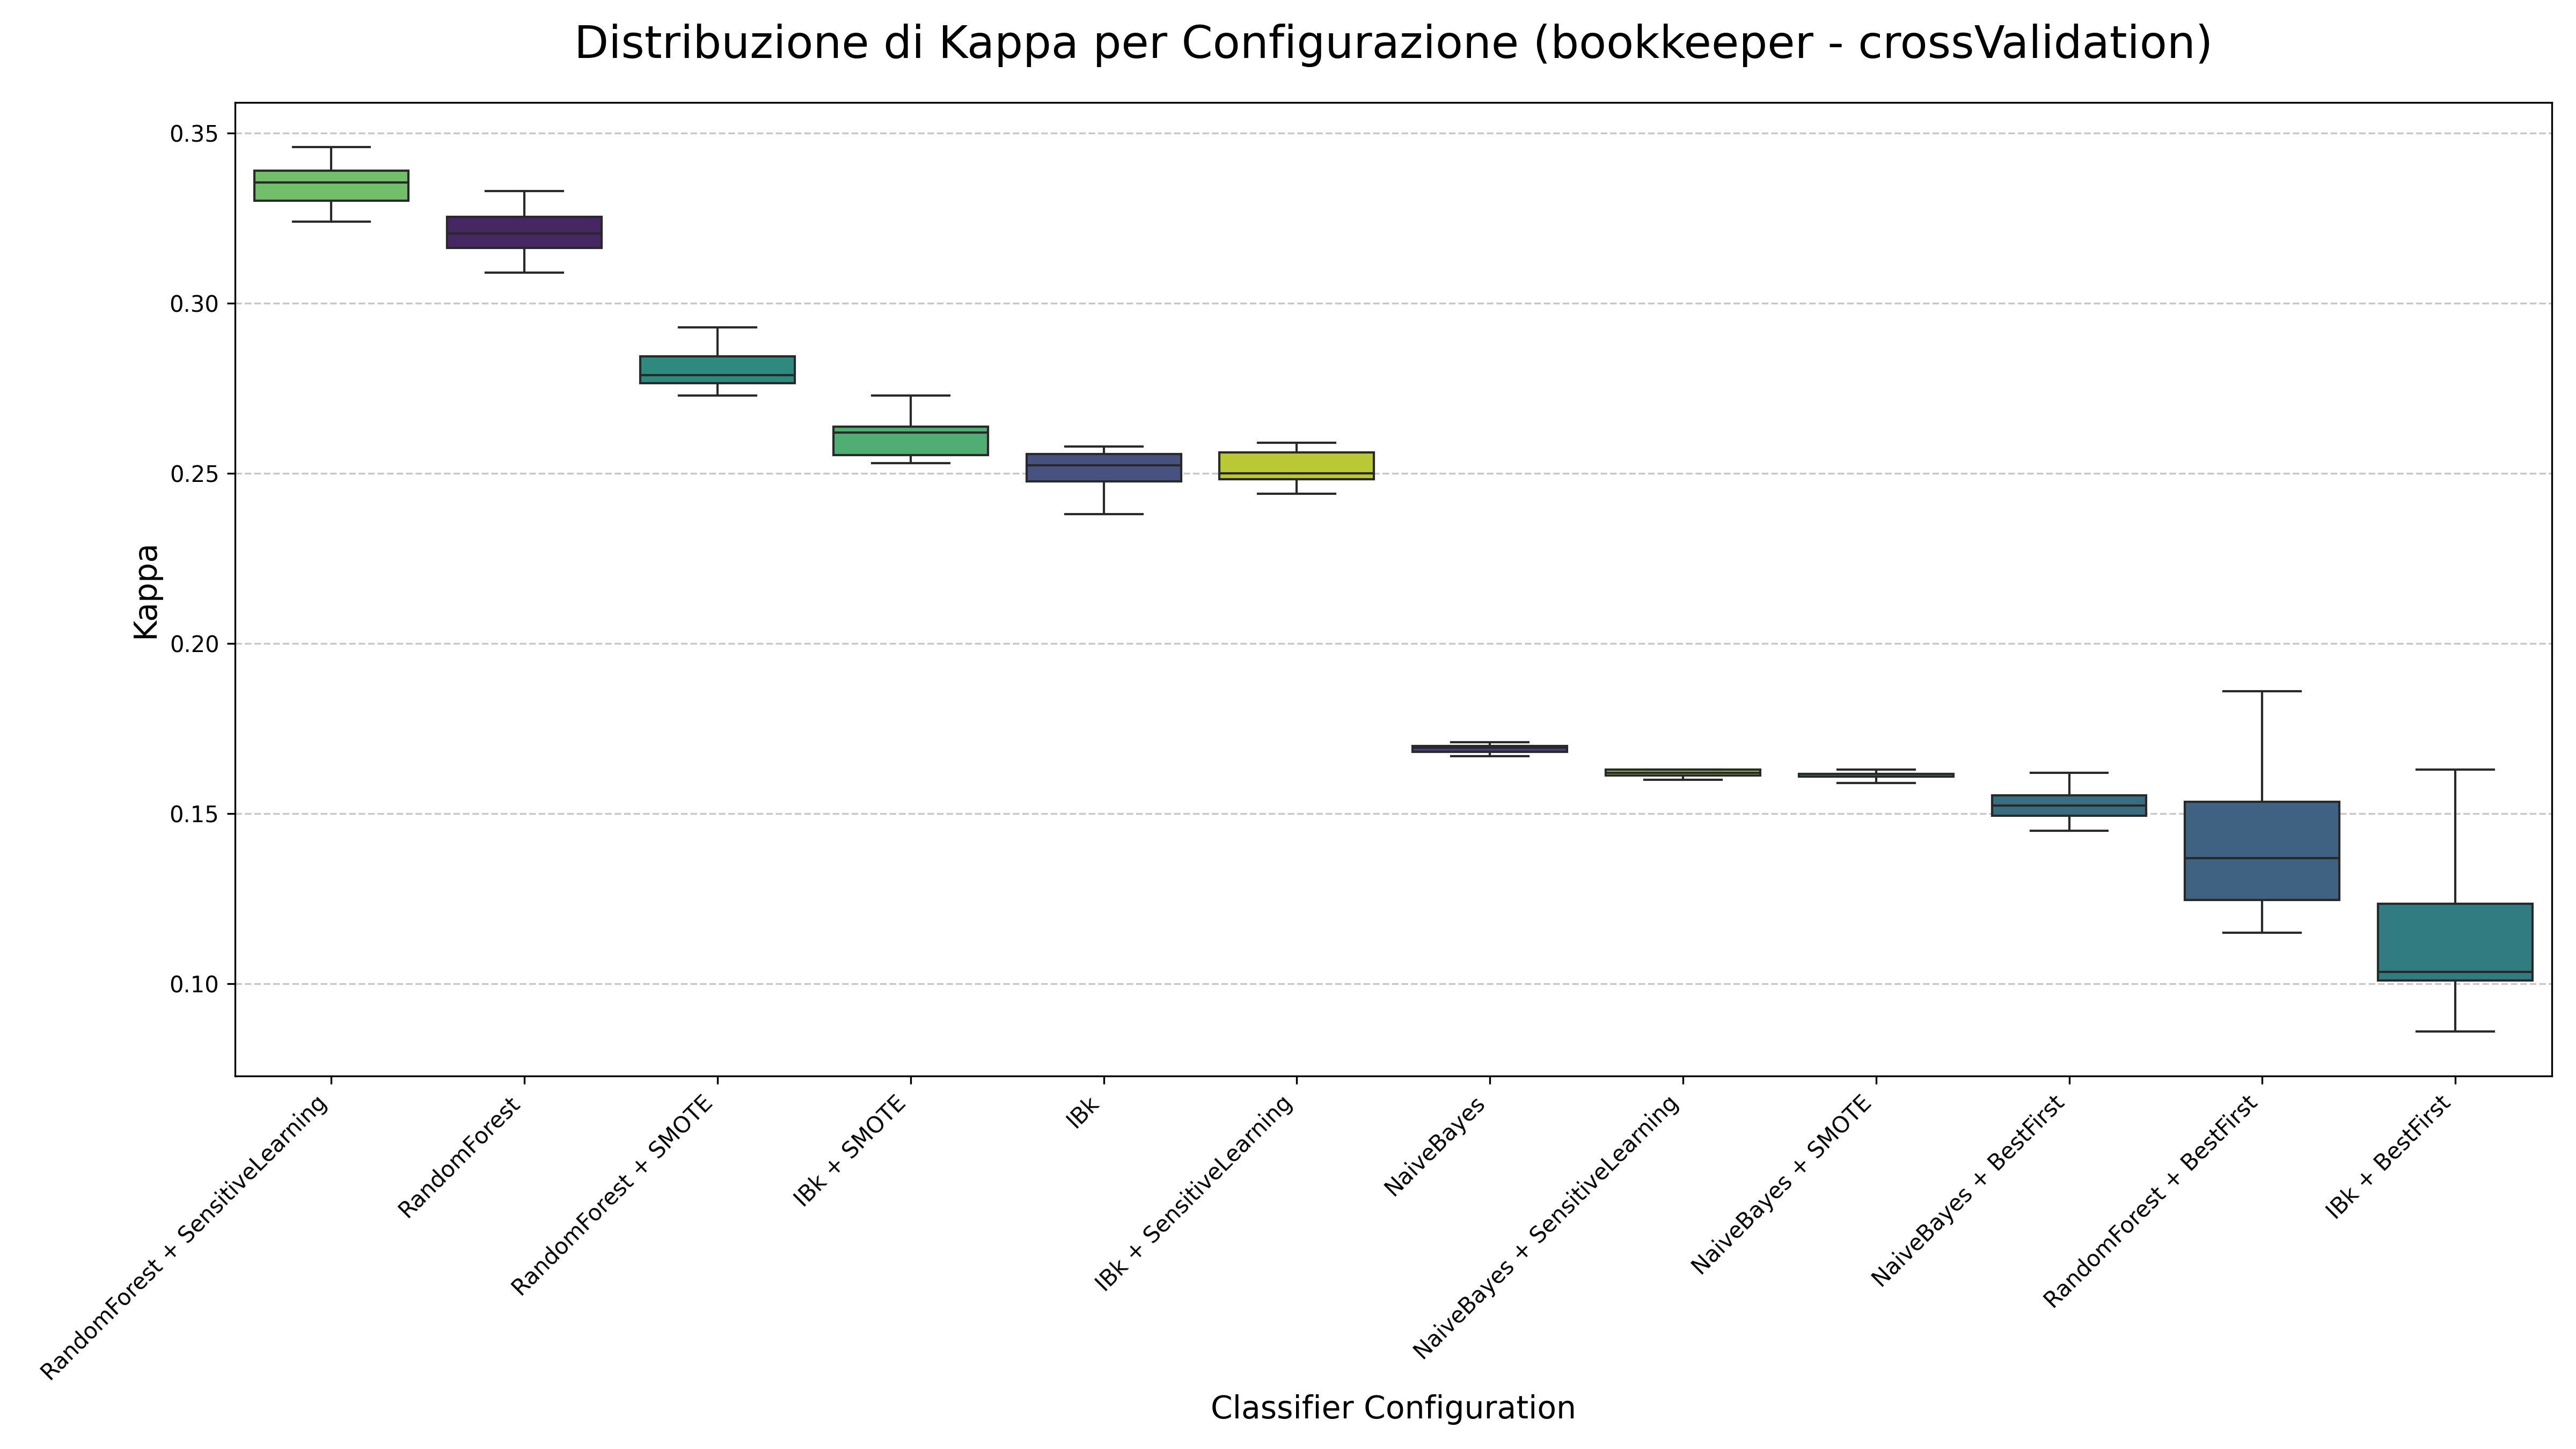 Distribuzione di Kappa per Configurazione (bookkeeper - crossValidation)
Kappa
0.35
0.30
0.25
0.20
0.15
0.10
RandomForest + SensitiveLearning
RandomForest
RandomForest + SMOTE
IBk + SMOTE
IBk
IBk + SensitiveLearning
NaiveBayes
NaiveBayes + SensitiveLearning
NaiveBayes + SMOTE
NaiveBayes + BestFirst
RandomForest + BestFirst
IBk + BestFirst
Classifier Configuration